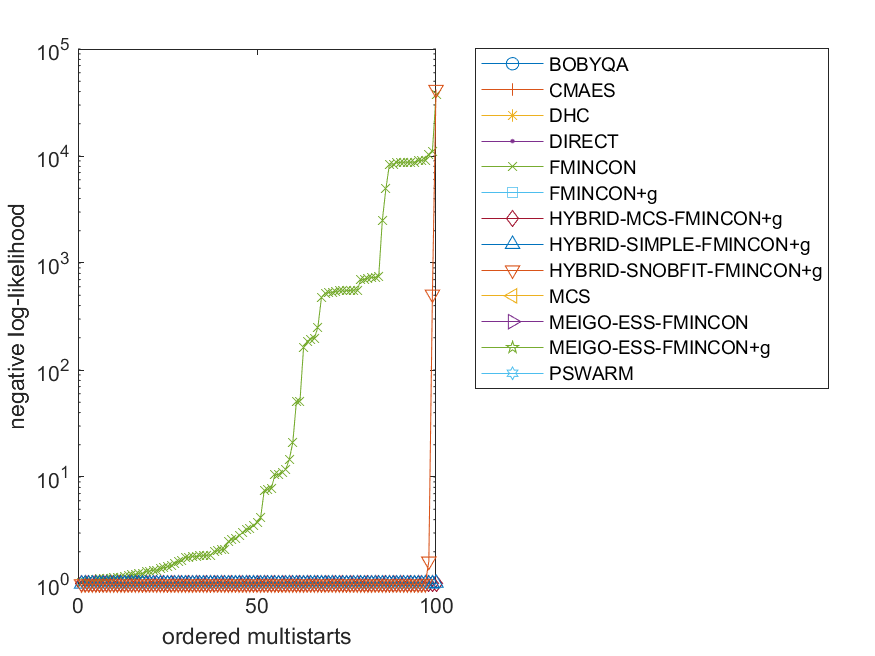 10^5
10^4
10^3
10^2
10^1
10^0
negative log-likelihood
0
50
100
ordered multistarts
BOBYQA
CMAES
DHC
DIRECT
FMINCON
FMINCON+g
HYBRID-MCS-FMINCON+g
HYBRID-SIMPLE-FMINCON+g
HYBRID-SNOBFIT-FMINCON+g
MCS
MEIGO-ESS-FMINCON
MEIGO-ESS-FMINCON+g
PSWARM